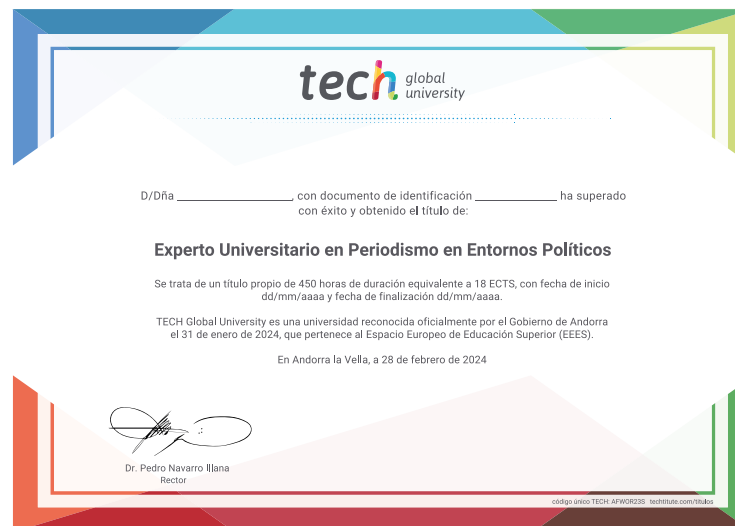 tech global university
D/Dña ____________________, con documento de identificación ______________ ha superado
con éxito y obtenido el título de:
Experto Universitario en Periodismo en Entornos Políticos
Se trata de un título propio de 450 horas de duración equivalente a 18 ECTS, con fecha de inicio
dd/mm/aaaa y fecha de finalización dd/mm/aaaa.
TECH Global University es una universidad reconocida oficialmente por el Gobierno de Andorra
el 31 de enero de 2024, que pertenece al Espacio Europeo de Educación Superior (EEES).
En Andorra la Vella, a 28 de febrero de 2024
Dr. Pedro Navarro Illana
Rector
código único TECH: AFWOR23S techtitute.com/titulos